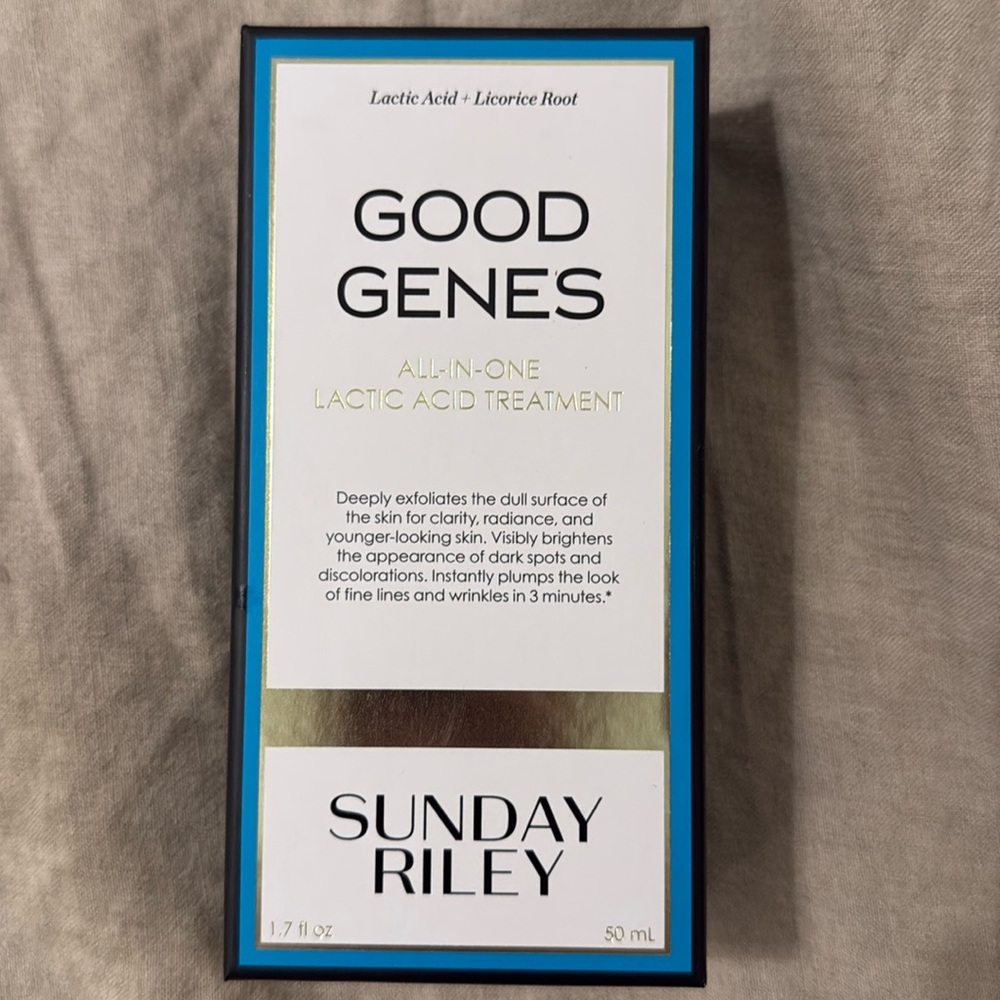 Lactic Acid + Licorice Root
GOOD
GENES
ALL-IN-ONE
LACTIC ACID TREATMENT
Deeply exfoliates the dull surface of
the skin for clarity, radiance, and
younger-looking skin. Visibly brightens
the appearance of dark spots and
discolorations. Instantly plumps the look
of fine lines and wrinkles in 3 minutes.*
SUNDAY
RILEY
1.7 fl oz
50 mL